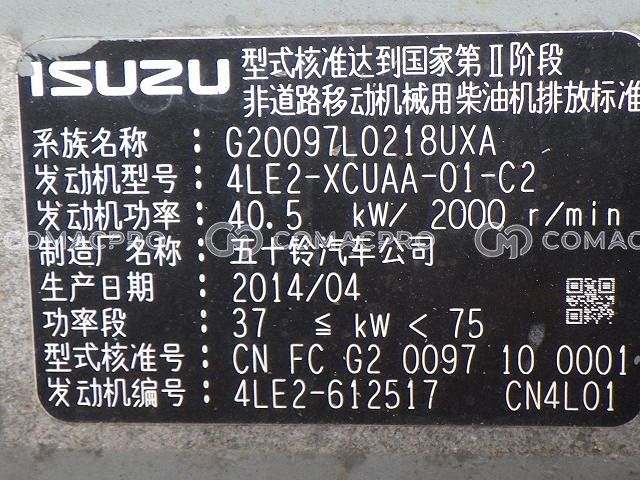 ISUZU 型式核准达到国家第Ⅱ阶段
非道路移动机械用柴油机排放标准
系族名称 : G20097L0218UXA
发动机型号: 4LE2-XCUAA-01-C2
发动机功率: 40.5 kW/ 2000 r/min
COMACPRO COMACPRO COMACPRO
制造厂名称: 五十铃汽车公司
生产日期 : 2014/04
功率段 : 37 ≦ kW < 75
型式核准号: CN FC G2 0097 10 0001
发动机编号: 4LE2-612517 CN4L01